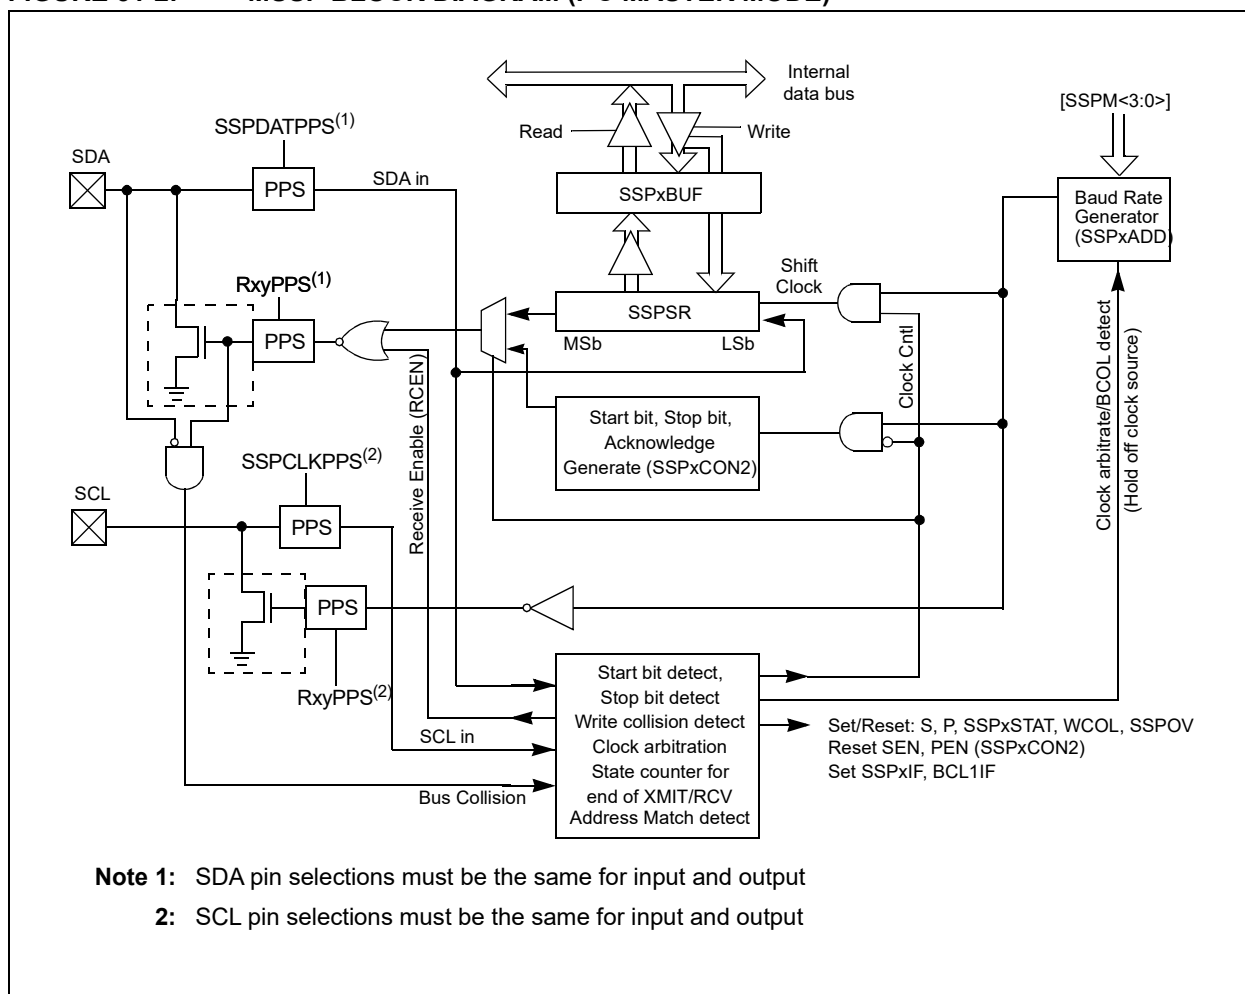 Internal
data bus
[SSPM<3:0>]
SSPDATPPS(1)
Read
Write
SDA
PPS
SDA in
SSPxBUF
Baud Rate
Generator
(SSPxADD)
Shift
Clock
RxyPPS(1)
SSPSR
PPS
MSb
LSb
Clock Cntl
Clock arbitrate/BCOL detect
(Hold off clock source)
Receive Enable (RCEN)
Start bit, Stop bit,
Acknowledge
Generate (SSPxCON2)
SSPCLKPPS(2)
SCL
PPS
PPS
RxyPPS(2)
Start bit detect,
Stop bit detect
Write collision detect
Clock arbitration
State counter for
end of XMIT/RCV
Address Match detect
SCL in
Bus Collision
Set/Reset: S, P, SSPxSTAT, WCOL, SSPOV
Reset SEN, PEN (SSPxCON2)
Set SSPxIF, BCL1IF
Note 1: SDA pin selections must be the same for input and output
2: SCL pin selections must be the same for input and output